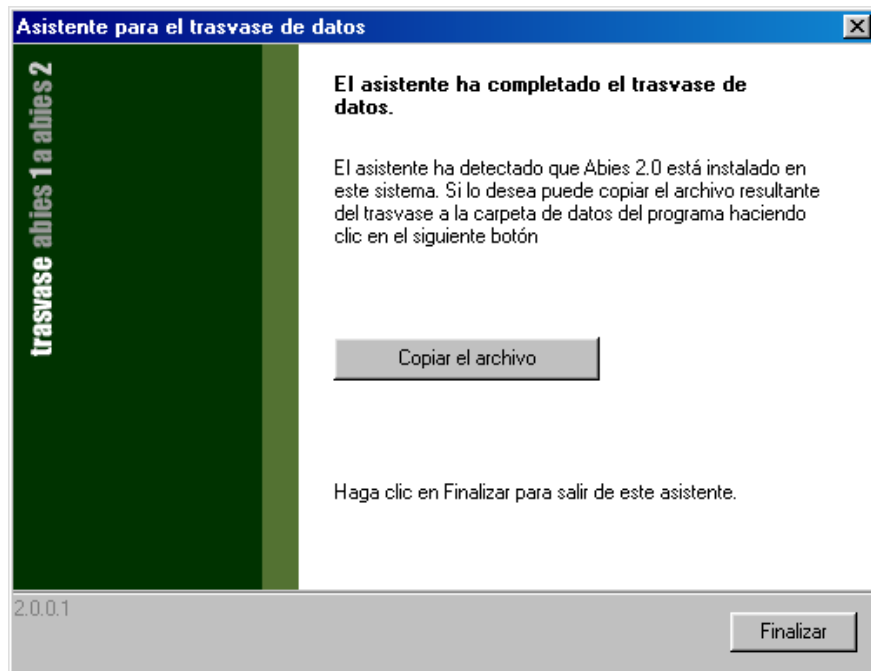 Asistente para el trasvase de datos
trasvase abies 1 a abies 2
El asistente ha completado el trasvase de
datos.
El asistente ha detectado que Abies 2.0 está instalado en
este sistema. Si lo desea puede copiar el archivo resultante
del trasvase a la carpeta de datos del programa haciendo
clic en el siguiente botón
Copiar el archivo
Haga clic en Finalizar para salir de este asistente.
2.0.0.1
Finalizar